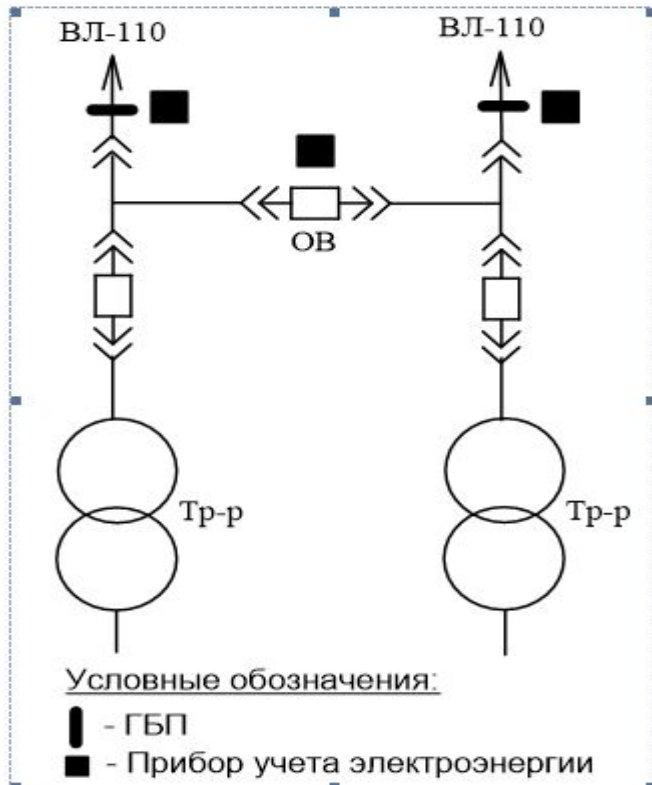 ВЛ-110
ВЛ-110
ОВ
Тр-р
Тр-р
Условные обозначения:
- ГБП
- Прибор учета электроэнергии